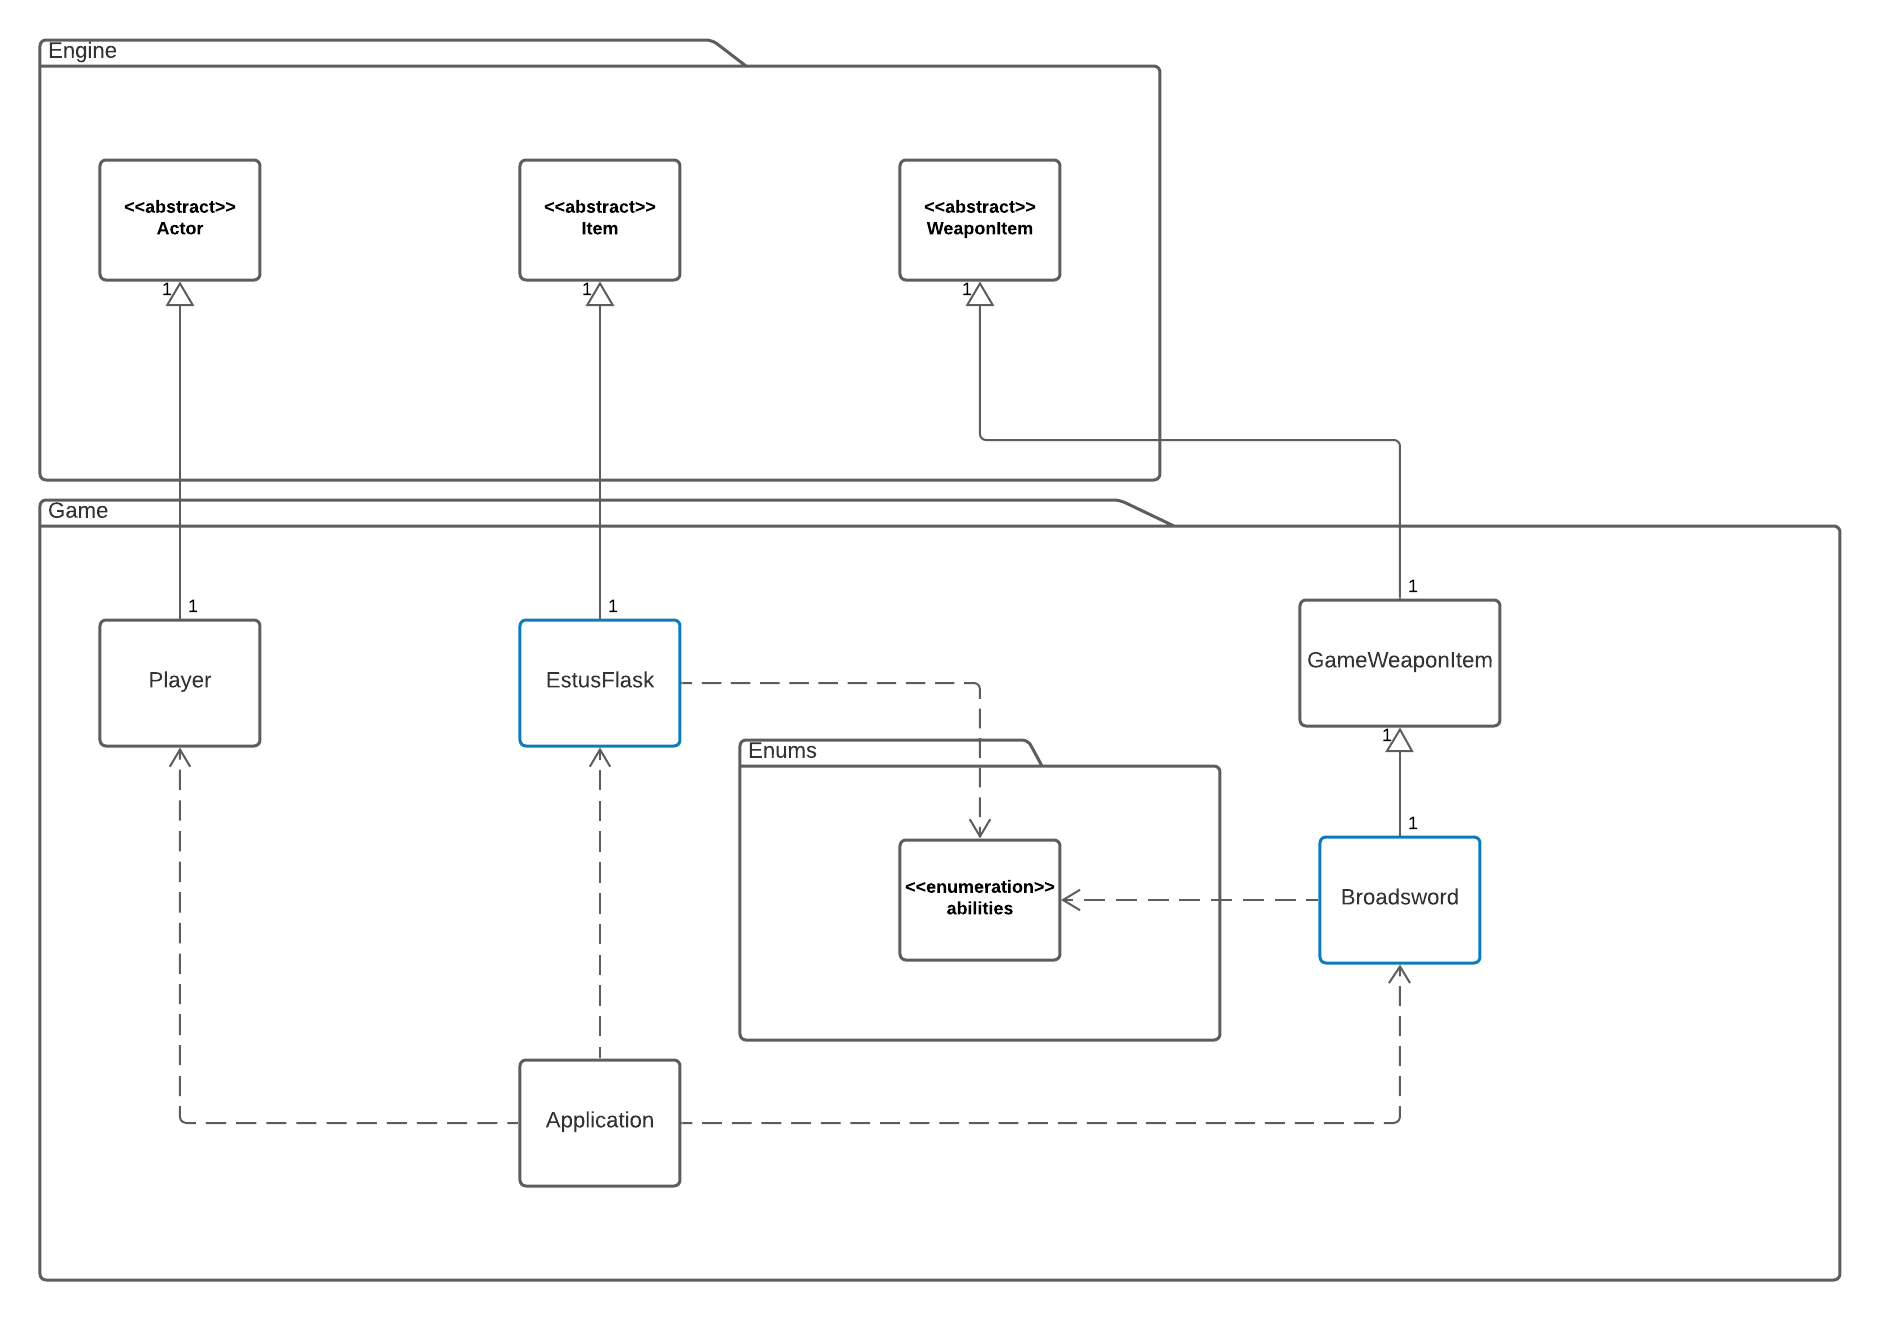 Engine
<<abstract>>
Actor
<<abstract>>
Item
<<abstract>>
WeaponItem
1
1
1
Game
1
1
1
Player
EstusFlask
GameWeaponItem
1
Enums
1
<<enumeration>>
abilities
Broadsword
Application